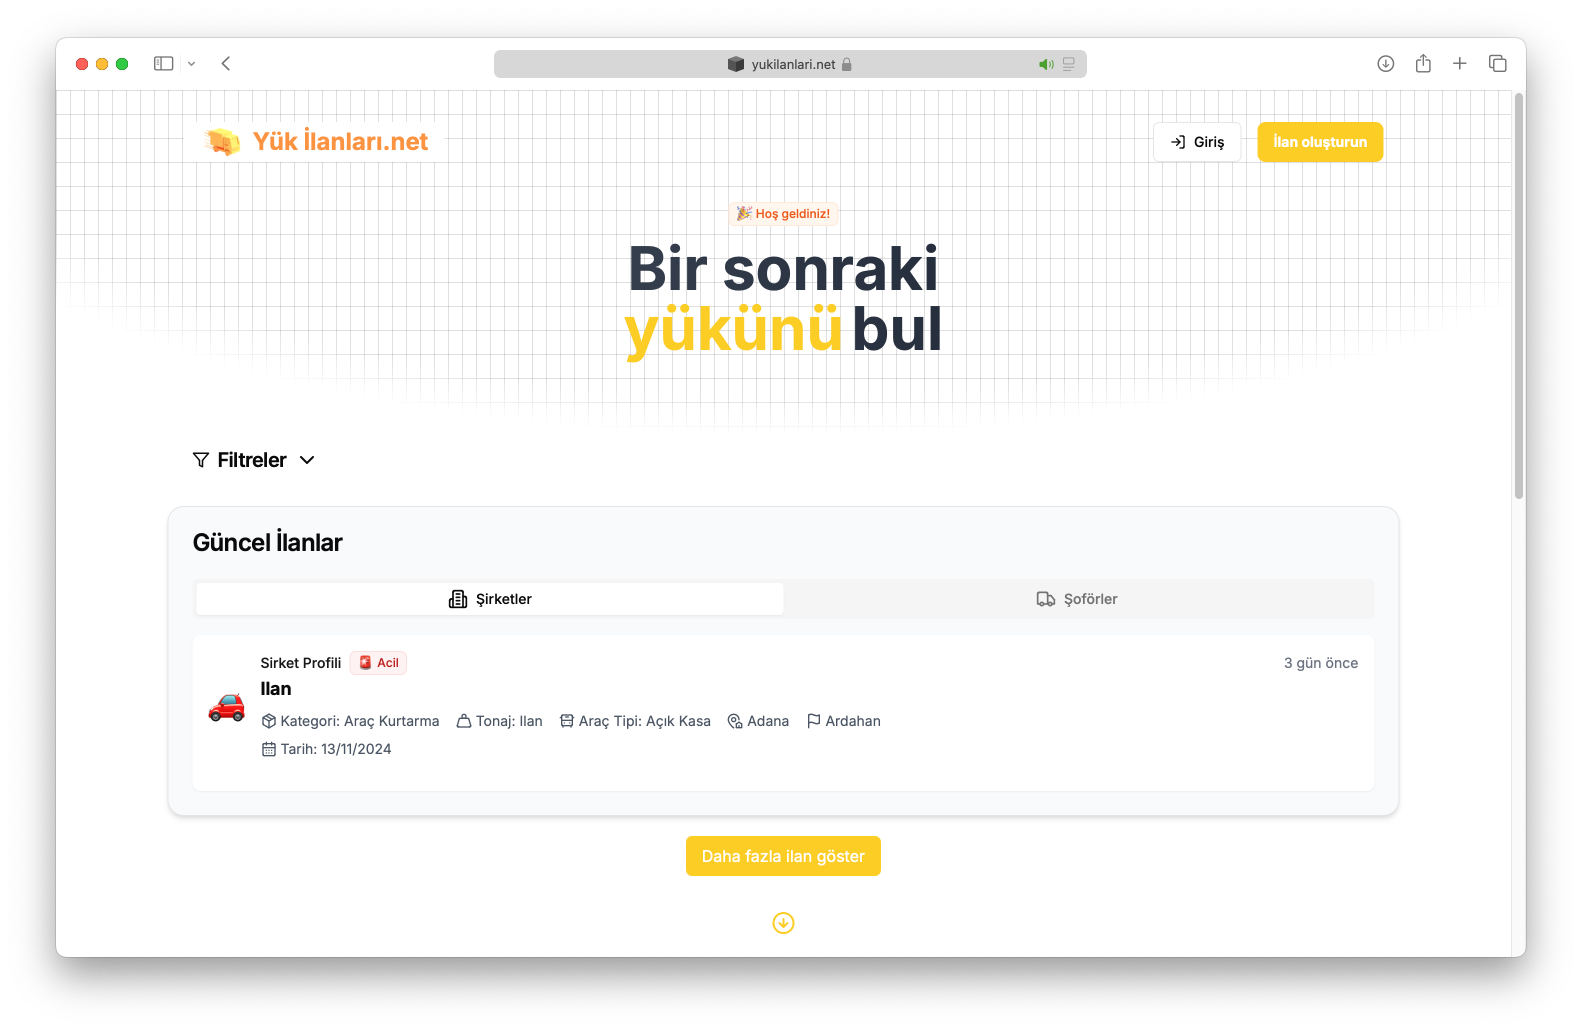 yukilanlari.net
Yük İlanları.net
Giriş
İlan oluşturun
Hoş geldiniz!
Bir sonraki
yükünü bul
Filtreler
Güncel İlanlar
Şirketler
Şoförler
Sirket Profili
Acil
3 gün önce
Ilan
Kategori: Araç Kurtarma
Tonaj: Ilan
Araç Tipi: Açık Kasa
Adana
Ardahan
Tarih: 13/11/2024
Daha fazla ilan göster